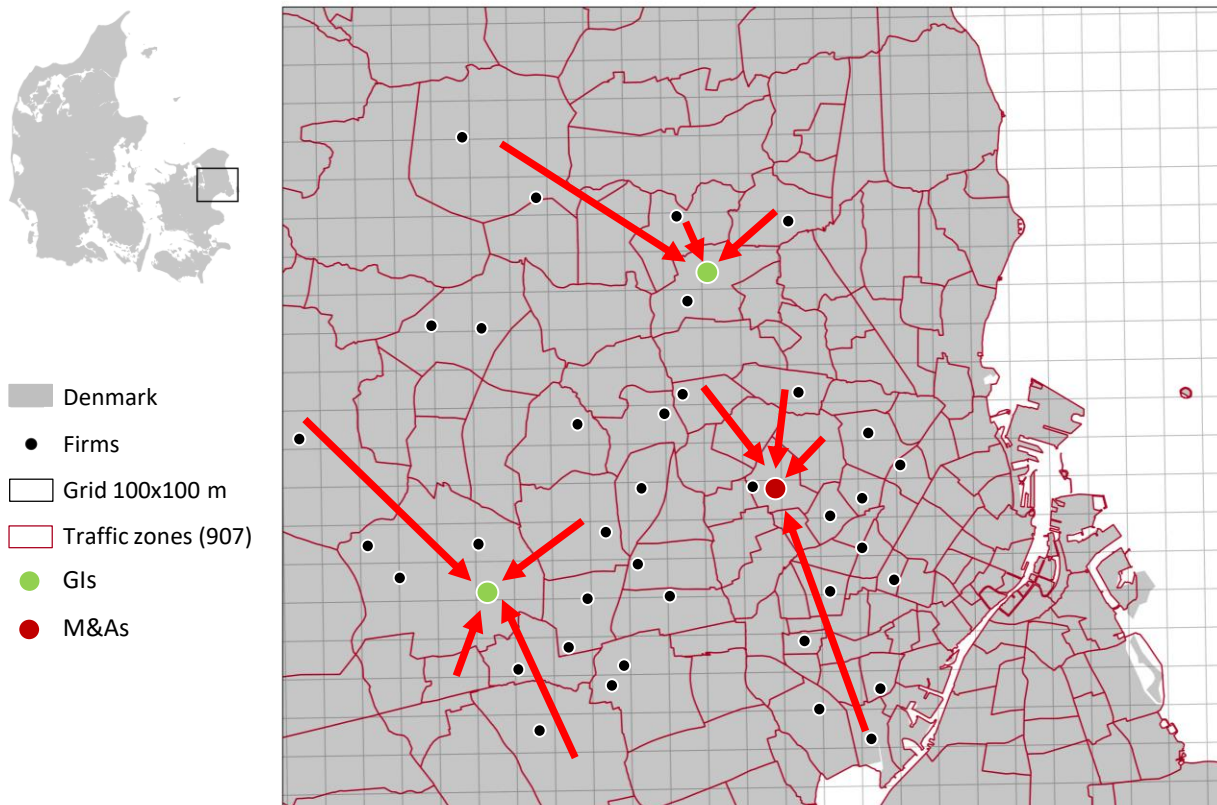 Denmark
Firms
Grid 100x100 m
Traffic zones (907)
GIs
M&As